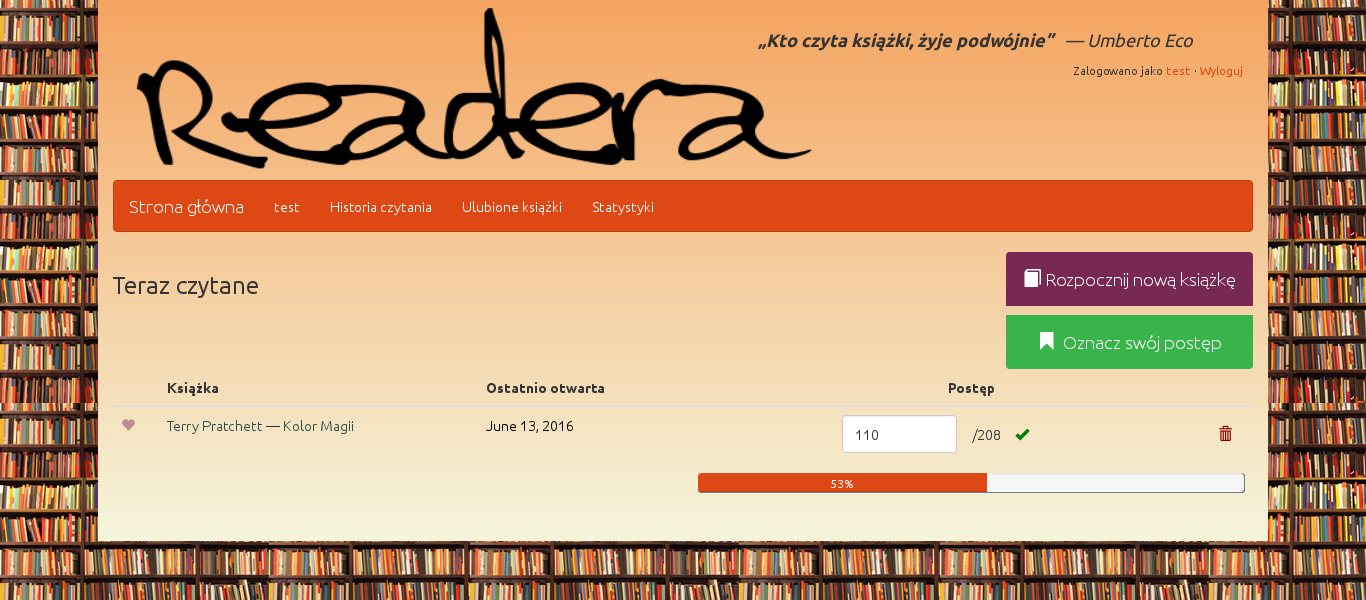 „Kto czyta książki, żyje podwójnie” — Umberto Eco
Zalogowano jako test · Wyloguj
Readera
Strona główna test Historia czytania Ulubione książki Statystyki
Teraz czytane
Rozpocznij nową książkę
Oznacz swój postęp
Książka Ostatnio otwarta Postęp
Terry Pratchett — Kolor Magii June 13, 2016 110 /208
53%